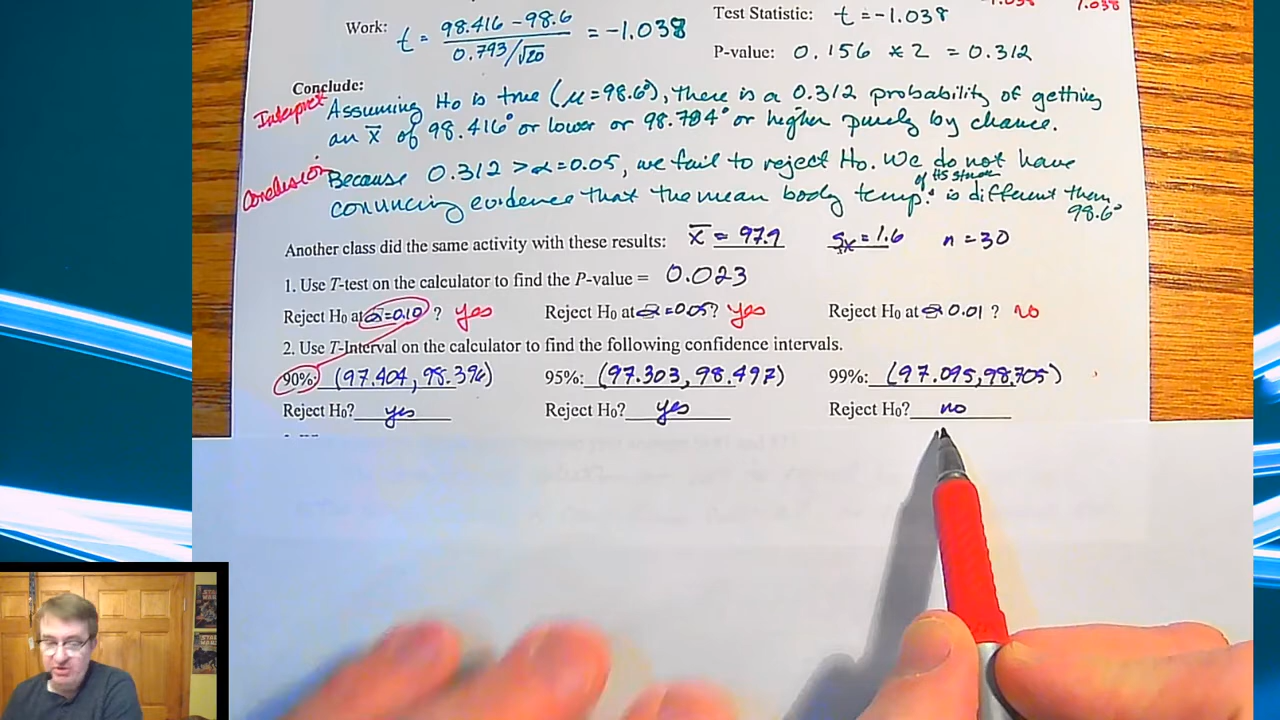 -1.038 1.038
Work: t = 98.416 - 98.6 / 0.793/√20 = -1.038
Test Statistic: t = -1.038
P-value: 0.156 * 2 = 0.312
Conclude:
Interpret Assuming Ho is true (μ = 98.6°), there is a 0.312 probability of getting
an x̄ of 98.416° or lower or 98.784° or higher purely by chance.
Conclusion Because 0.312 > α = 0.05, we fail to reject Ho. We do not have
of HS
convincing evidence that the mean body temp. is different than
98.6°
Another class did the same activity with these results: x̄ = 97.9 Sx = 1.6 n = 30
1. Use T-test on the calculator to find the P-value = 0.023
Reject H0 at α = 0.10 ? yes Reject H0 at α = 0.05? yes Reject H0 at α 0.01 ? no
2. Use T-Interval on the calculator to find the following confidence intervals.
90%: (97.404, 98.396) 95%: (97.303, 98.497) 99%: (97.095, 98.705)
Reject H0? yes Reject H0? yes Reject H0? no